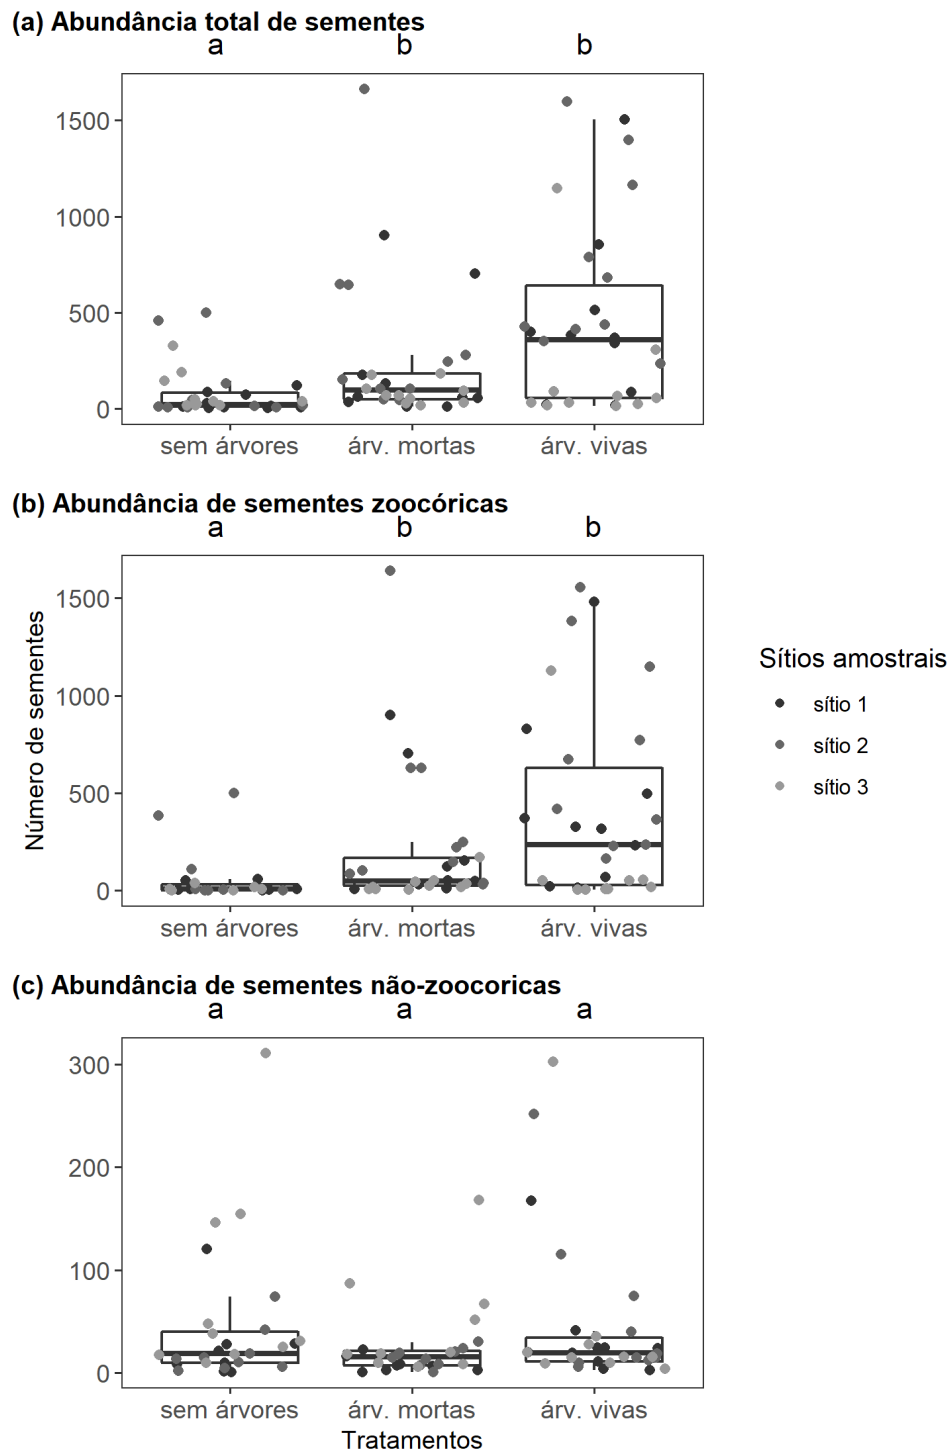 (a) Abundância total de sementes
a b b
1500
1000
500
0
sem árvores árv. mortas árv. vivas
(b) Abundância de sementes zoocóricas
a b b
1500
1000
500
0
sem árvores árv. mortas árv. vivas
Número de sementes
Sítios amostrais
sítio 1
sítio 2
sítio 3
(c) Abundância de sementes não-zoocoricas
a a a
300
200
100
0
sem árvores árv. mortas árv. vivas
Tratamentos